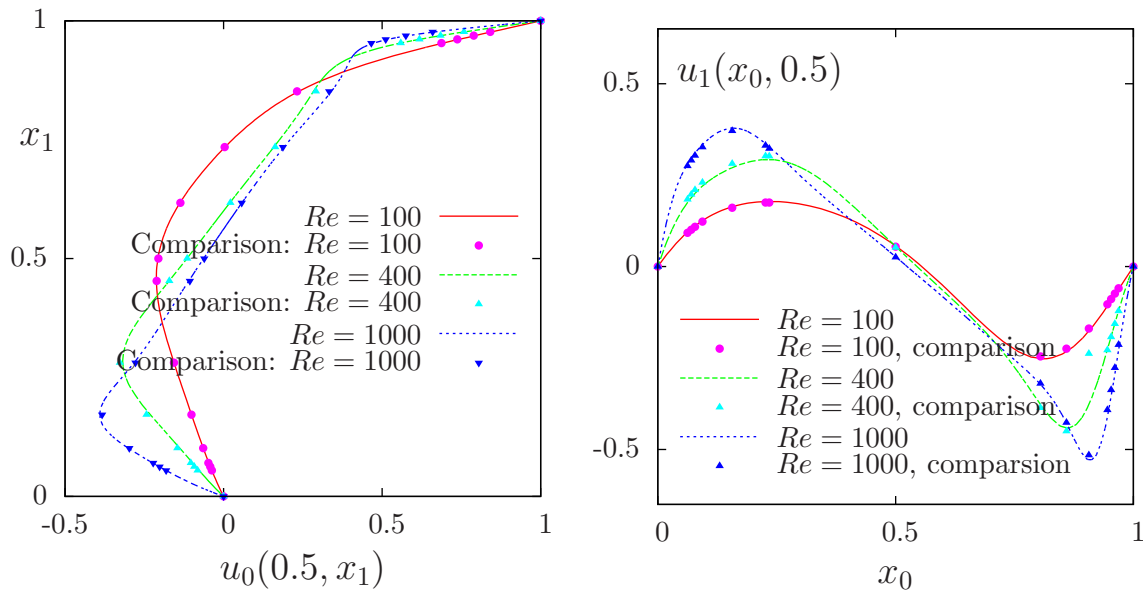 1
x₁
0.5
0
-0.5
0
0.5
1
u₀(0.5, x₁)
Re = 100
Comparison: Re = 100
Re = 400
Comparison: Re = 400
Re = 1000
Comparison: Re = 1000
u₁(x₀, 0.5)
0.5
0
-0.5
0
0.5
1
x₀
Re = 100
Re = 100, comparison
Re = 400
Re = 400, comparison
Re = 1000
Re = 1000, comparsion